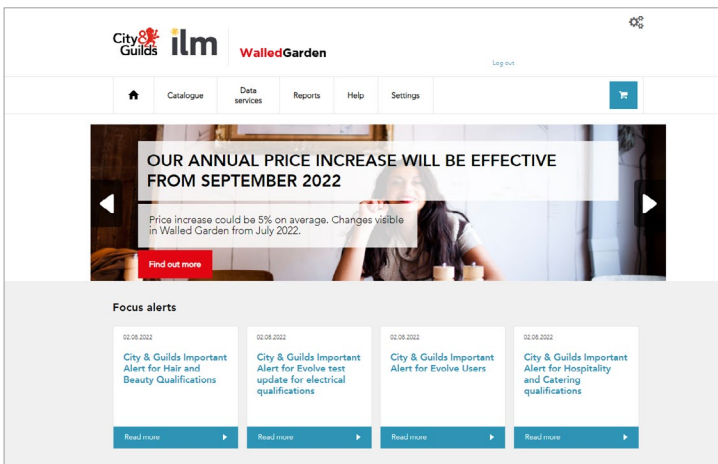 City&
Guilds
ilm
WalledGarden
Log out
Catalogue
Data
services
Reports
Help
Settings
OUR ANNUAL PRICE INCREASE WILL BE EFFECTIVE
FROM SEPTEMBER 2022
Price increase could be 5% on average. Changes visible
in Walled Garden from July 2022.
Find out more
Focus alerts
02.08.2022
City & Guilds Important
Alert for Hair and
Beauty Qualifications
Read more
02.08.2022
City & Guilds Important
Alert for Evolve test
update for electrical
qualifications
Read more
02.08.2022
City & Guilds Important
Alert for Evolve Users
Read more
02.08.2022
City & Guilds Important
Alert for Hospitality
and Catering
qualifications
Read more